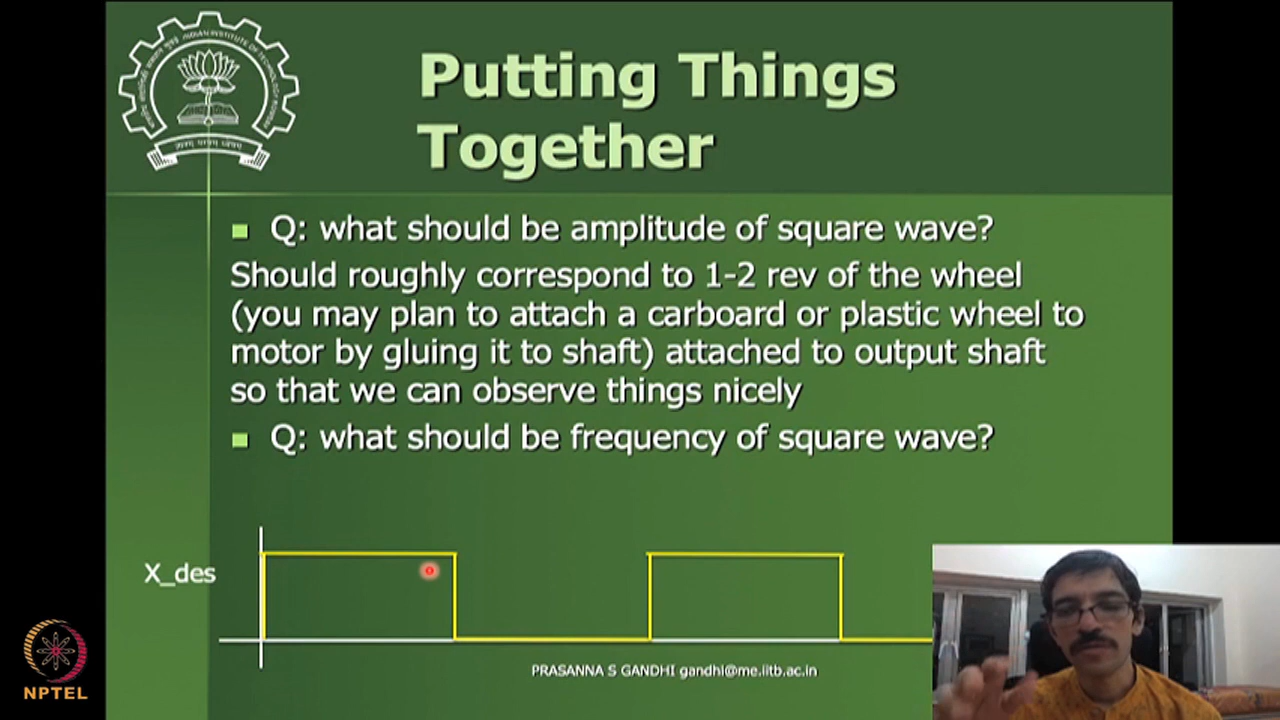 Putting Things
Together
Q: what should be amplitude of square wave?
Should roughly correspond to 1-2 rev of the wheel
(you may plan to attach a carboard or plastic wheel to
motor by gluing it to shaft) attached to output shaft
so that we can observe things nicely
Q: what should be frequency of square wave?
X_des
PRASANNA S GANDHI gandhi@me.iitb.ac.in
NPTEL